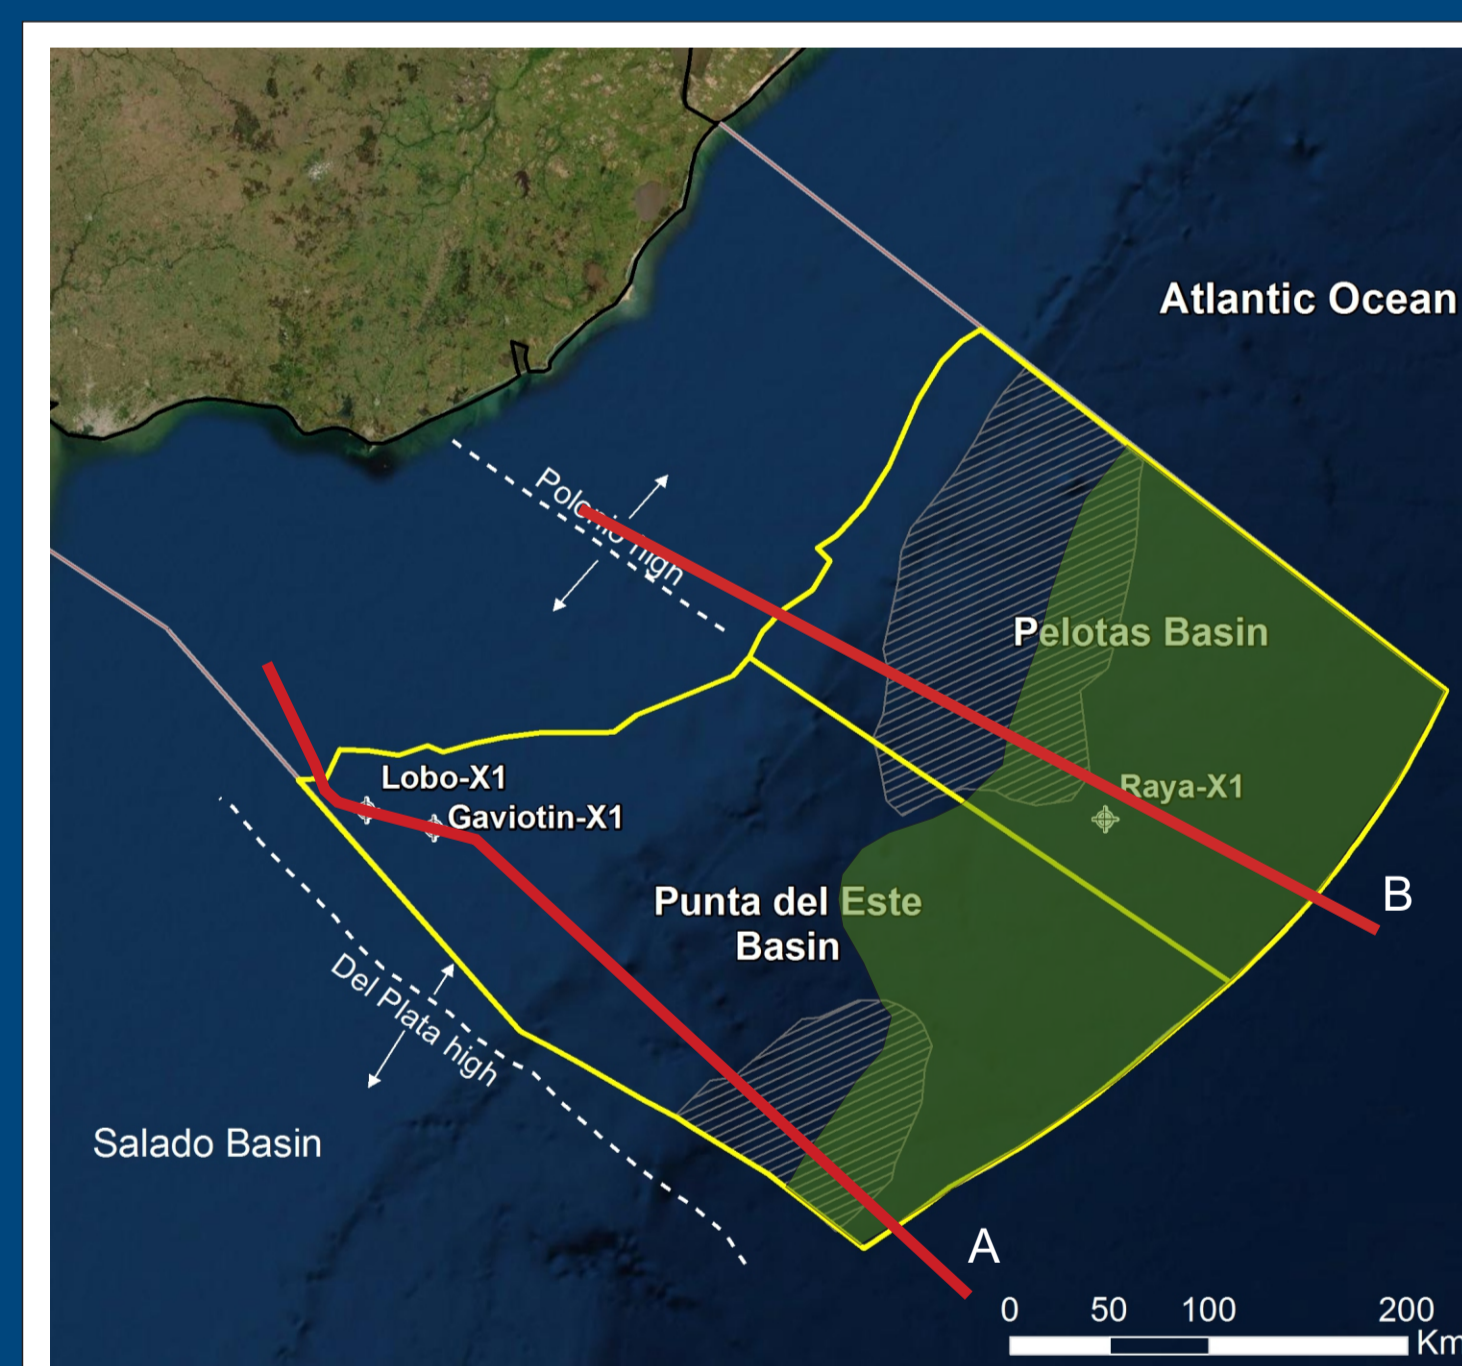 Atlantic Ocean
Polonio high
Pelotas Basin
Lobo-X1
Gaviotin-X1
Raya-X1
Punta del Este
Basin
B
Del Plata high
Salado Basin
A
0 50 100 200
Km